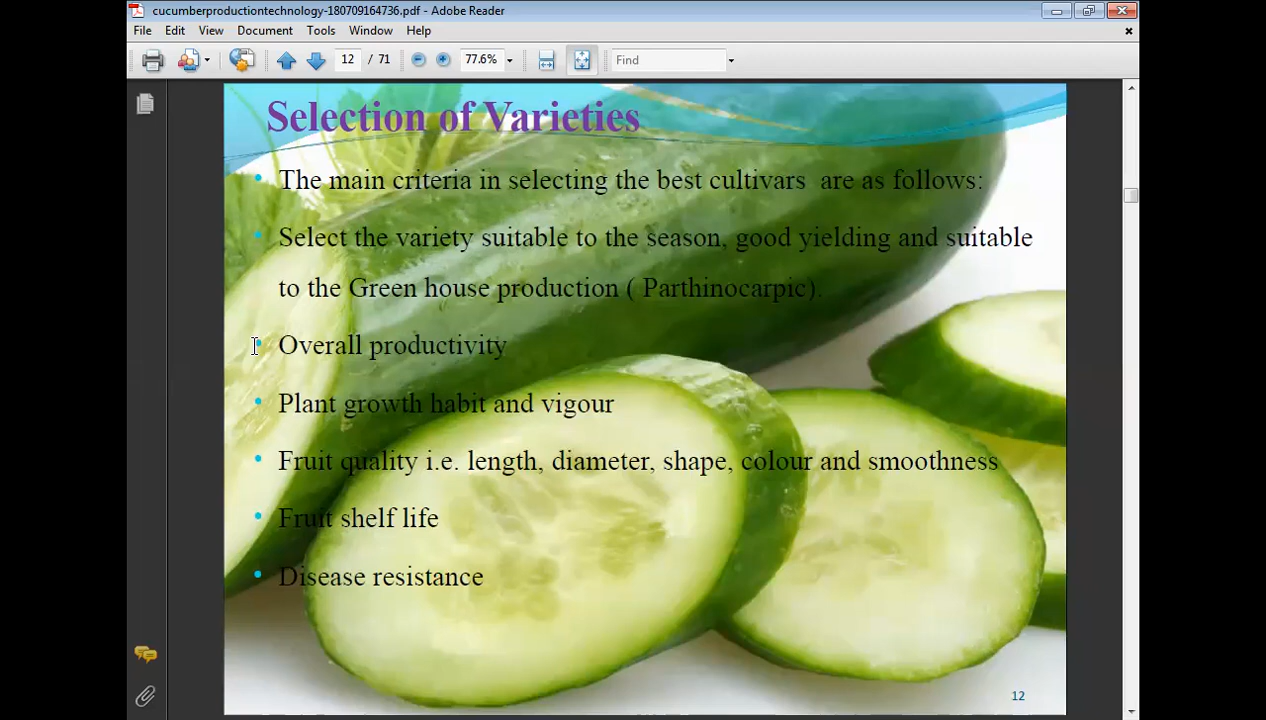 cucumberproductiontechnology-180709164736.pdf - Adobe Reader
File Edit View Document Tools Window Help
12 / 71 77.6% Find
Selection of Varieties
• The main criteria in selecting the best cultivars are as follows:
• Select the variety suitable to the season, good yielding and suitable
to the Green house production ( Parthinocarpic).
• Overall productivity
• Plant growth habit and vigour
• Fruit quality i.e. length, diameter, shape, colour and smoothness
• Fruit shelf life
• Disease resistance
12